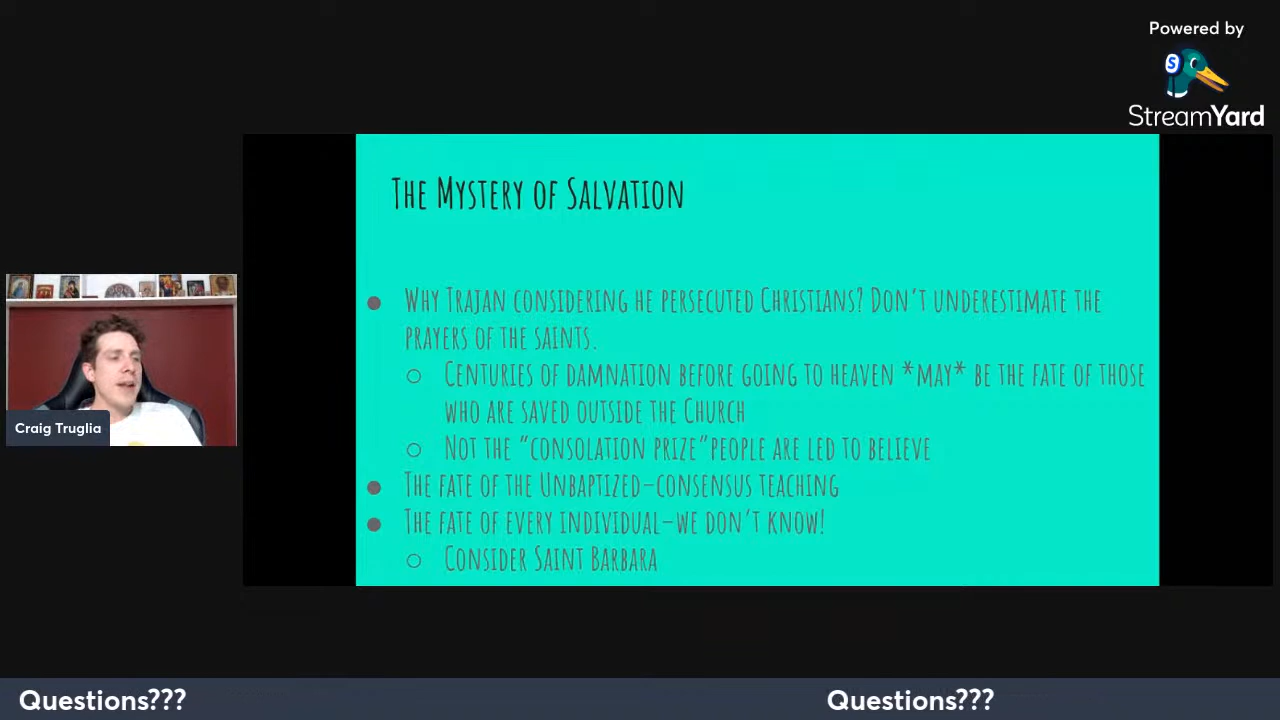 Powered by
S
StreamYard
The Mystery of Salvation
Why Trajan considering he persecuted Christians? Don't underestimate the
prayers of the saints.
Centuries of damnation before going to heaven *may* be the fate of those
who are saved outside the Church
Not the "consolation prize"people are led to believe
The fate of the Unbaptized–consensus teaching
The fate of every individual–we don't know!
Consider Saint Barbara
Craig Truglia
Questions??? Questions???